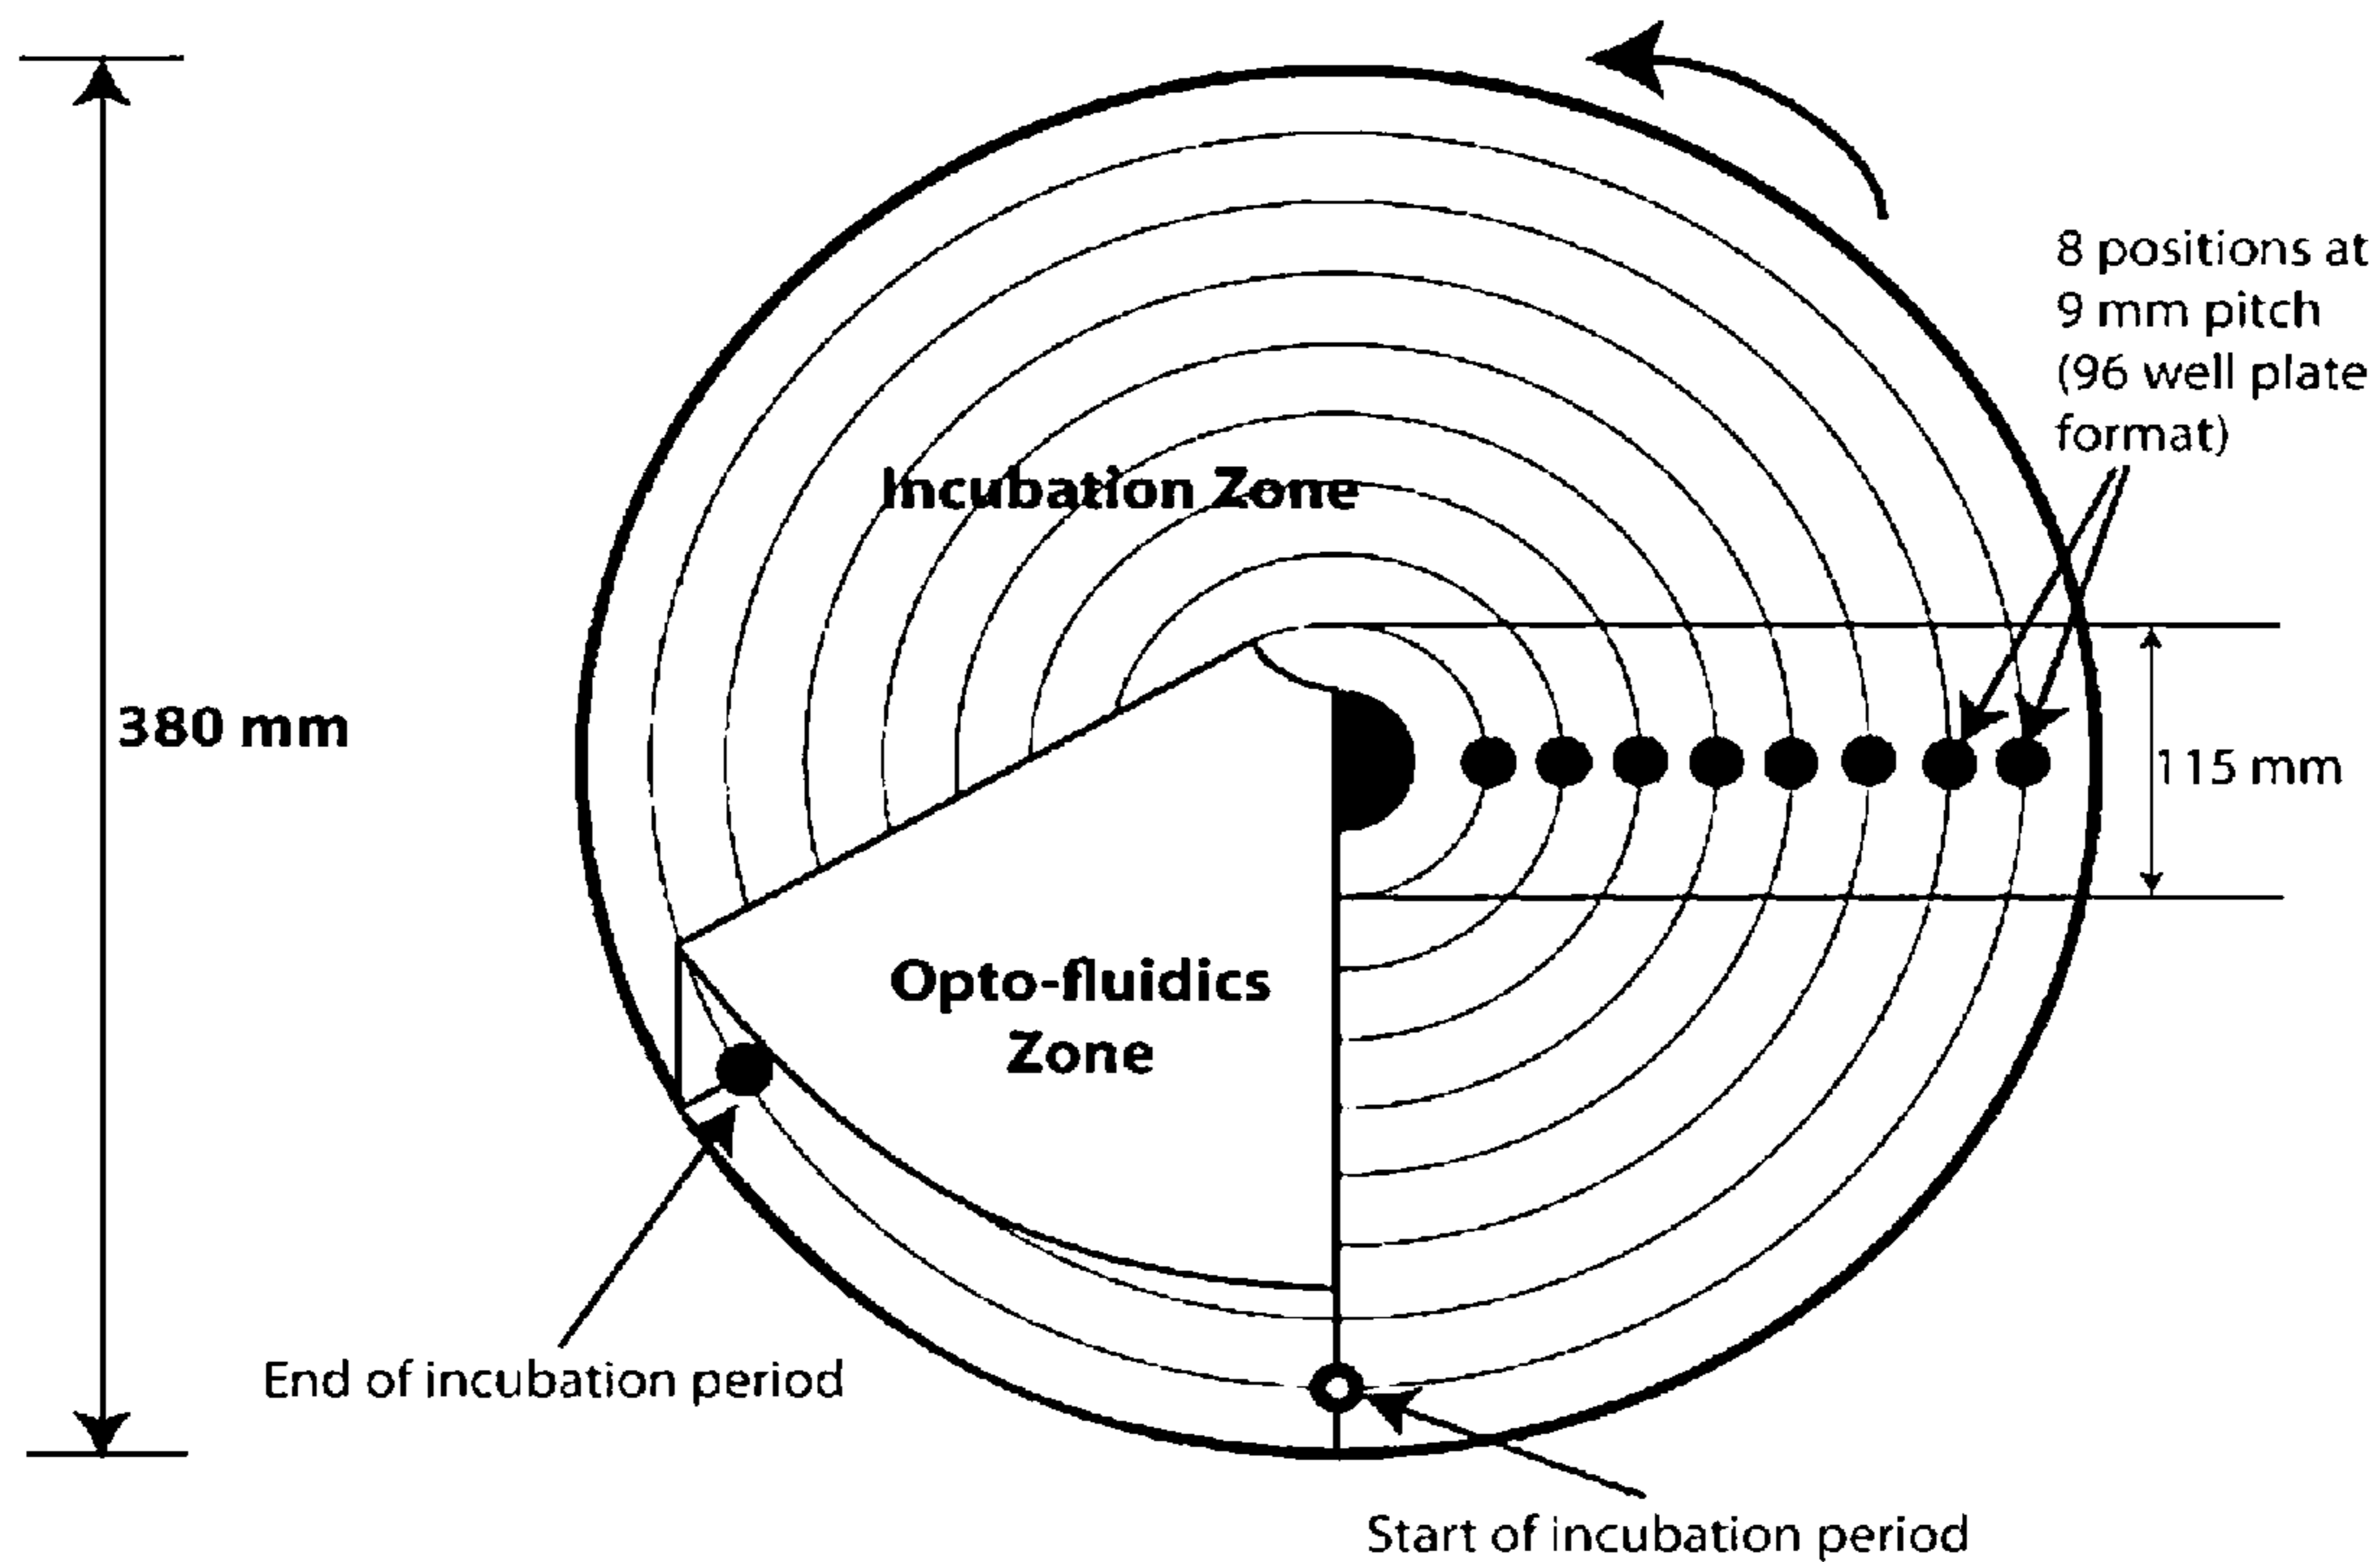 8 positions at
9 mm pitch
(96 well plate
format)
Incubation Zone
380 mm
115 mm
Opto-fluidics
Zone
End of incubation period
Start of incubation period